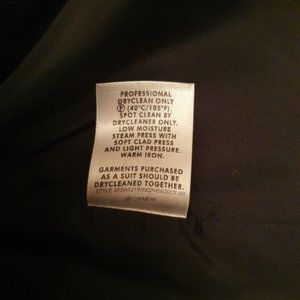 PROFESSIONAL
DRYCLEAN ONLY
Ⓟ (40°C/105°F).
SPOT CLEAN BY
DRYCLEANER ONLY,
LOW MOISTURE
STEAM PRESS WITH
SOFT CLAD PRESS
AND LIGHT PRESSURE.
WARM IRON.
GARMENTS PURCHASED
AS A SUIT SHOULD BE
DRYCLEANED TOGETHER.
STYLE